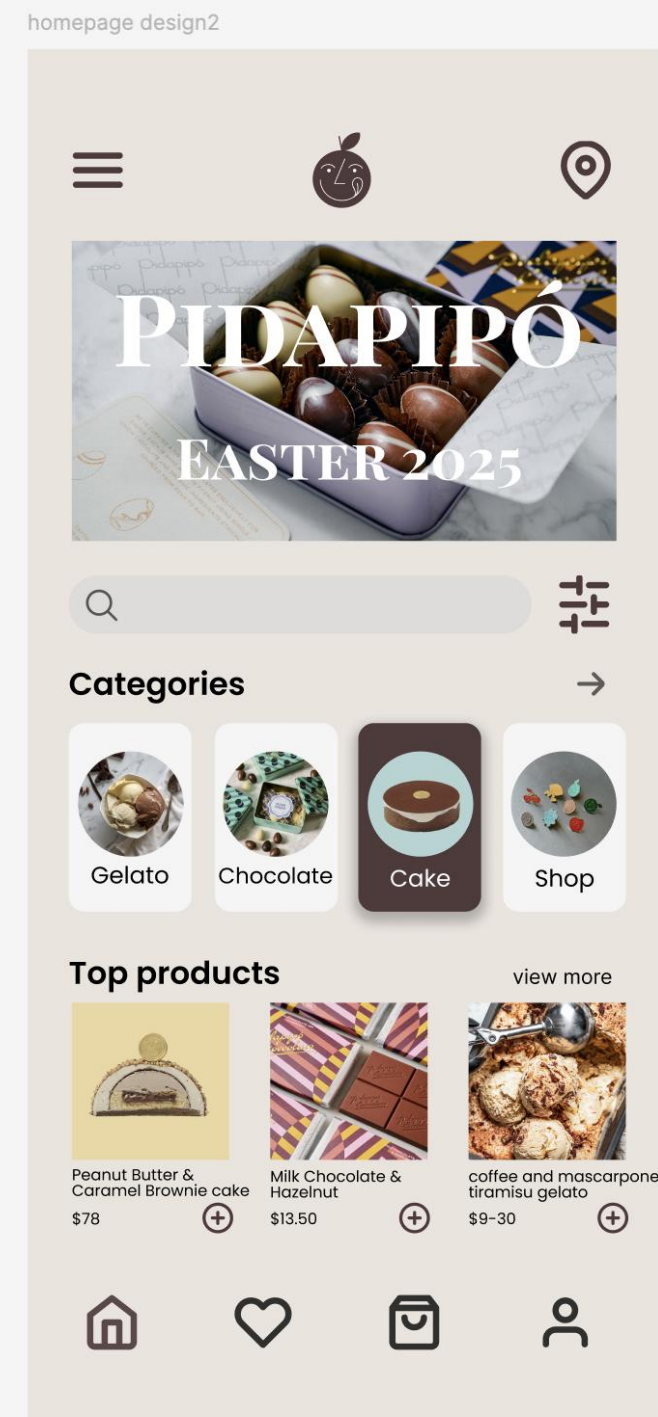 homepage design2
Pidapipó
Easter 2025
Categories
Gelato
Chocolate
Cake
Shop
Top products
view more
Peanut Butter &
Caramel Brownie cake
$78
Milk Chocolate &
Hazelnut
$13.50
coffee and mascarpone
tiramisu gelato
$9-30